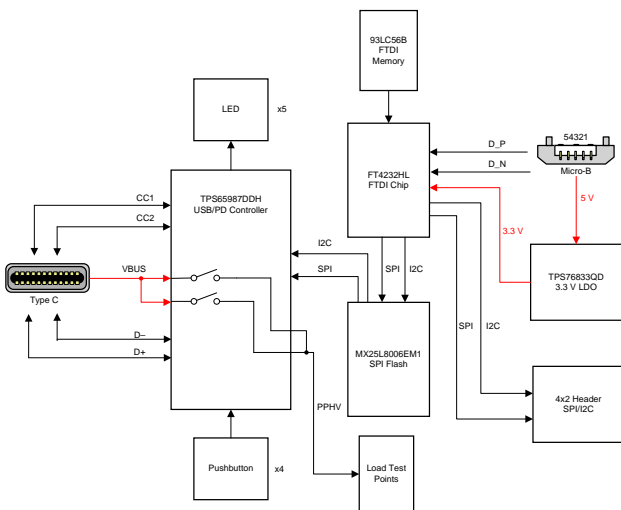 93LC56B
FTDI
Memory
LED
x5
FT4232HL
FTDI Chip
D_P
D_N
54321
Micro-B
5 V
TPS65987DDH
USB/PD Controller
CC1
CC2
VBUS
Type C
I2C
SPI
SPI
I2C
3.3 V
TPS76833QD
3.3 V LDO
SPI
I2C
D–
D+
MX25L8006EM1
SPI Flash
4x2 Header
SPI/I2C
PPHV
Pushbutton
x4
Load Test
Points